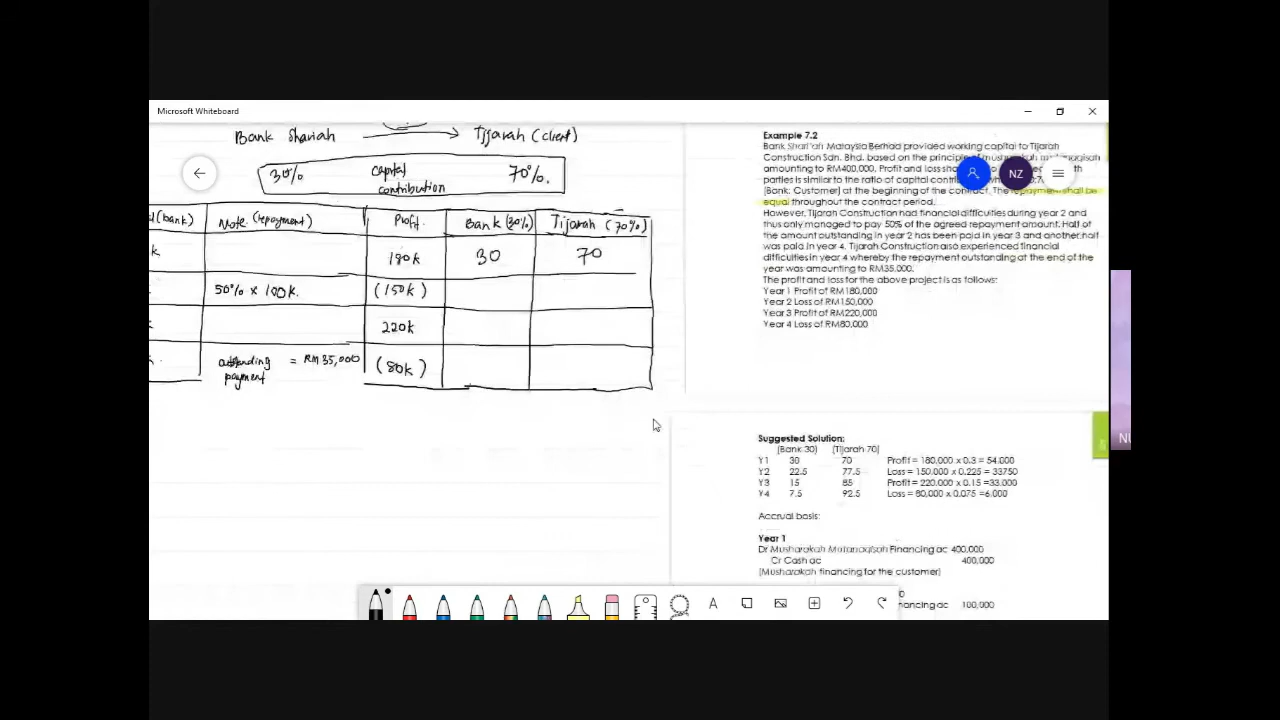 Microsoft Whiteboard
Bank Shariah Tijarah (client)
30% capital contribution 70%.
(bank) Note (repayment) Profit Bank (30%) Tijarah (70%)
k 180k 30 70
50% x 100k. (150k)
220k
outstanding payment = RM 35,000 (80k)
Example 7.2
Bank Shari'ah Malaysia Berhad provided working capital to Tijarah
Construction Sdn. Bhd. based on the principle of musharakah mutanaqisah
amounting to RM400,000. Profit and loss
parties is similar to the ratio of capital
(Bank: Customer) at the beginning of the contract. The repayment shall be
equal throughout the contract period.
However, Tijarah Construction had financial difficulties during year 2 and
thus only managed to pay 50% of the agreed repayment amount. Half of
the amount outstanding in year 2 has been paid in year 3 and another half
was paid in year 4. Tijarah Construction also experienced financial
difficulties in year 4 whereby the repayment outstanding at the end of the
year was amounting to RM35,000.
The profit and loss for the above project is as follows:
Year 1 Profit of RM180,000
Year 2 Loss of RM150,000
Year 3 Profit of RM220,000
Year 4 Loss of RM80,000
NZ
NU
Suggested Solution:
(Bank 30) (Tijarah 70)
Y1 30 70 Profit = 180,000 x 0.3 = 54,000
Y2 22.5 77.5 Loss = 150,000 x 0.225 = 33750
Y3 15 85 Profit = 220,000 x 0.15 = 33,000
Y4 7.5 92.5 Loss = 80,000 x 0.075 = 6,000
Accrual basis:
Year 1
Dr Musharakah Mutanaqisah Financing ac 400,000
Cr Cash ac 400,000
(Musharakah financing for the customer)
nancing ac 100,000
A